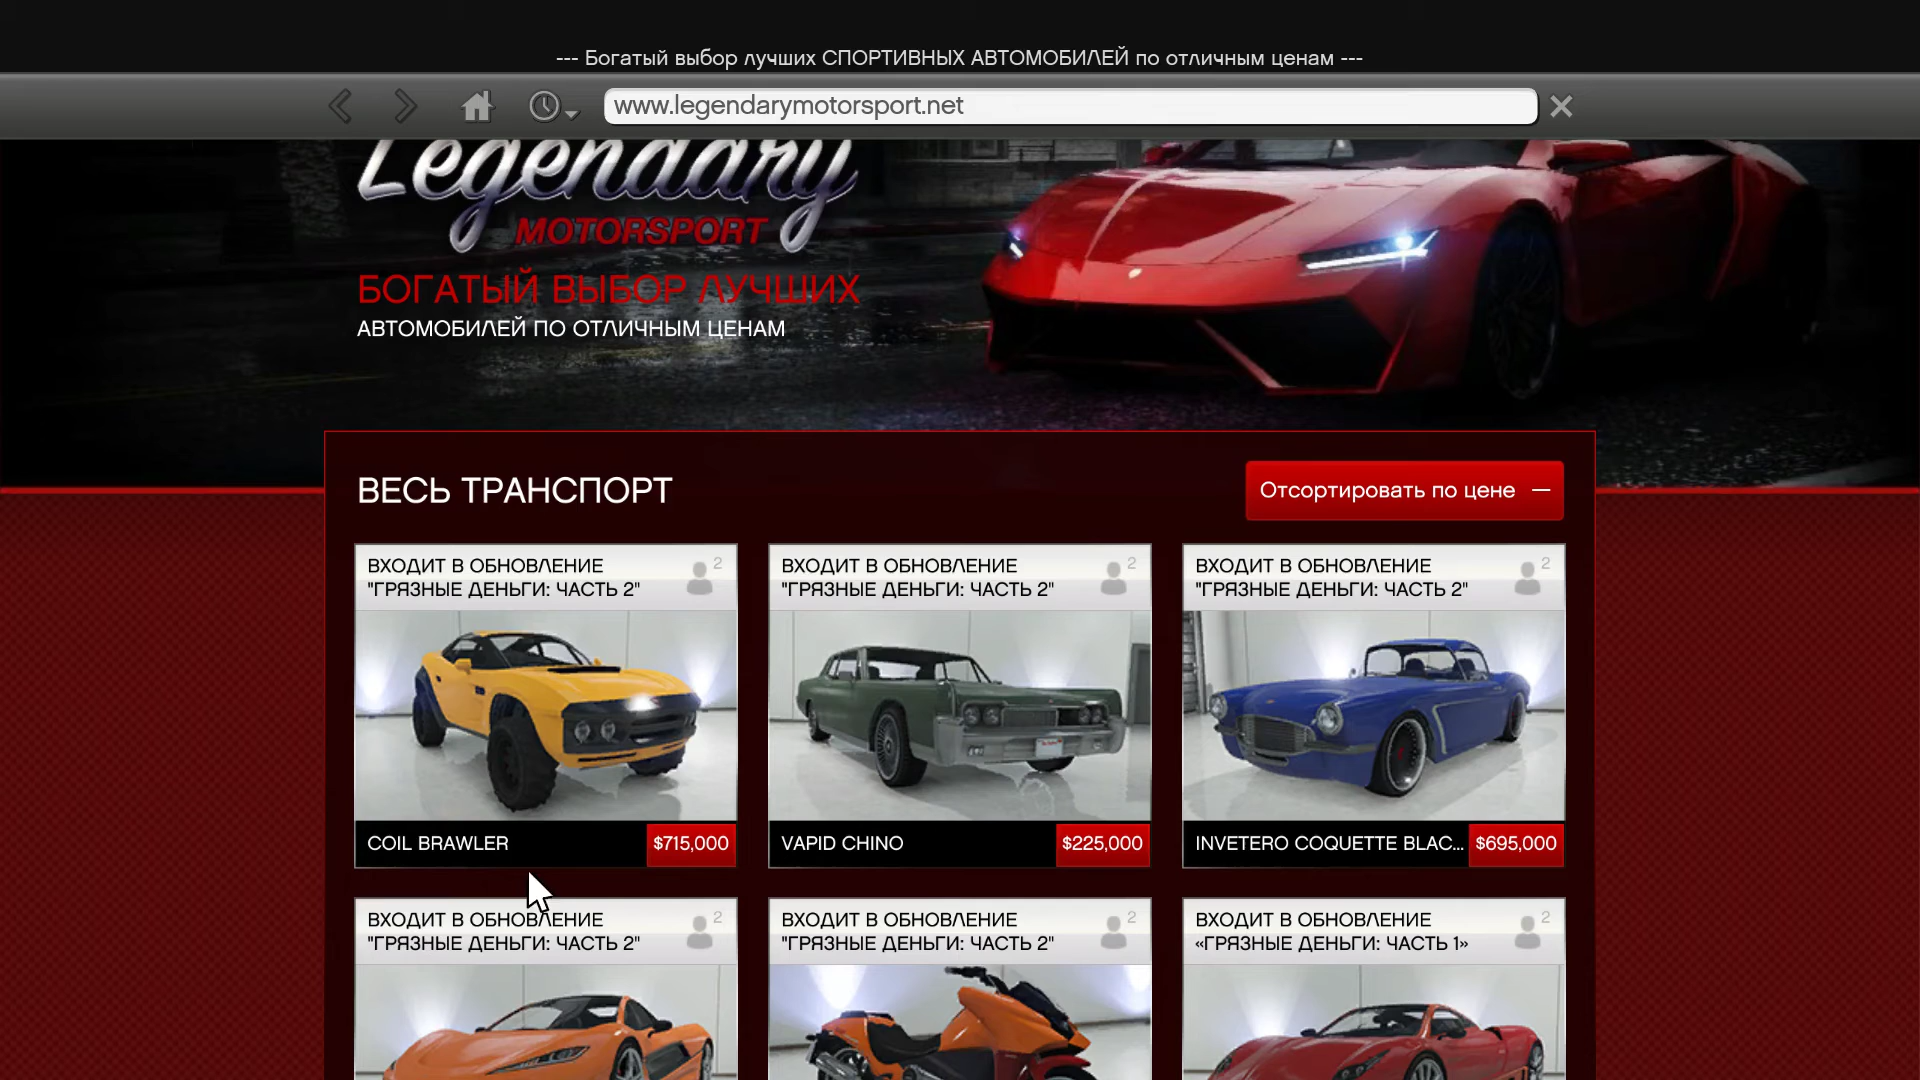 --- Богатый выбор лучших СПОРТИВНЫХ АВТОМОБИЛЕЙ по отличным ценам ---
www.legendarymotorsport.net
Legendary
MOTORSPORT
БОГАТЫЙ ВЫБОР ЛУЧШИХ
АВТОМОБИЛЕЙ ПО ОТЛИЧНЫМ ЦЕНАМ
ВЕСЬ ТРАНСПОРТ
Отсортировать по цене —
ВХОДИТ В ОБНОВЛЕНИЕ
"ГРЯЗНЫЕ ДЕНЬГИ: ЧАСТЬ 2"
2
COIL BRAWLER
$715,000
ВХОДИТ В ОБНОВЛЕНИЕ
"ГРЯЗНЫЕ ДЕНЬГИ: ЧАСТЬ 2"
2
VAPID CHINO
$225,000
ВХОДИТ В ОБНОВЛЕНИЕ
"ГРЯЗНЫЕ ДЕНЬГИ: ЧАСТЬ 2"
2
INVETERO COQUETTE BLAC...
$695,000
ВХОДИТ В ОБНОВЛЕНИЕ
"ГРЯЗНЫЕ ДЕНЬГИ: ЧАСТЬ 2"
2
ВХОДИТ В ОБНОВЛЕНИЕ
"ГРЯЗНЫЕ ДЕНЬГИ: ЧАСТЬ 2"
2
ВХОДИТ В ОБНОВЛЕНИЕ
«ГРЯЗНЫЕ ДЕНЬГИ: ЧАСТЬ 1»
2